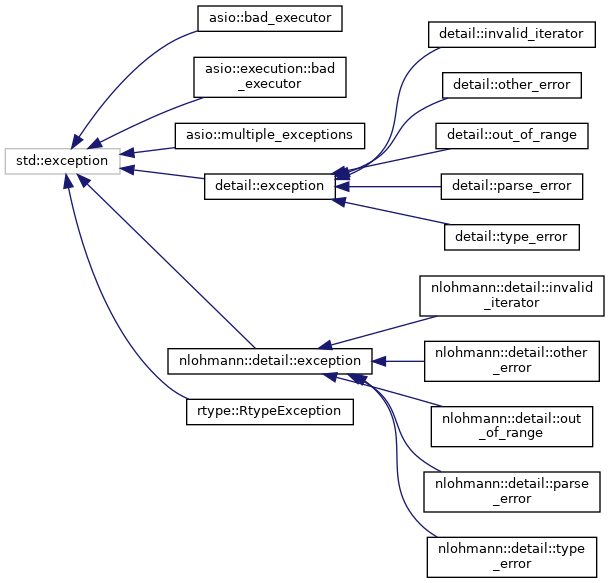 std::exception
asio::bad_executor
asio::execution::bad
_executor
asio::multiple_exceptions
detail::exception
detail::invalid_iterator
detail::other_error
detail::out_of_range
detail::parse_error
detail::type_error
nlohmann::detail::exception
nlohmann::detail::invalid
_iterator
nlohmann::detail::other
_error
nlohmann::detail::out
_of_range
nlohmann::detail::parse
_error
nlohmann::detail::type
_error
rtype::RtypeException